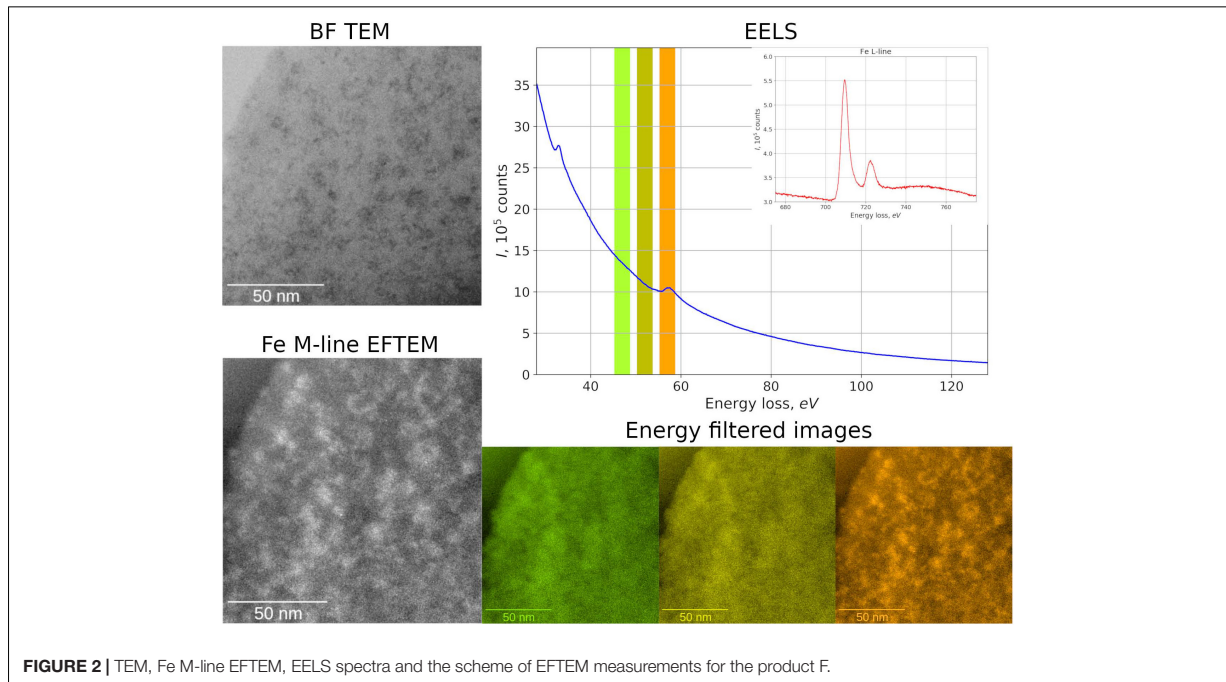 BF TEM
50 nm
EELS
I, 10⁵ counts
35
30
25
20
15
10
5
0
40
60
80
100
120
Energy loss, eV
Fe L-line
I, 10⁵ counts
6.0
5.5
5.0
4.5
4.0
3.5
3.0
680
700
720
740
760
Energy loss, eV
Fe M-line EFTEM
50 nm
Energy filtered images
50 nm
50 nm
50 nm
FIGURE 2 | TEM, Fe M-line EFTEM, EELS spectra and the scheme of EFTEM measurements for the product F.